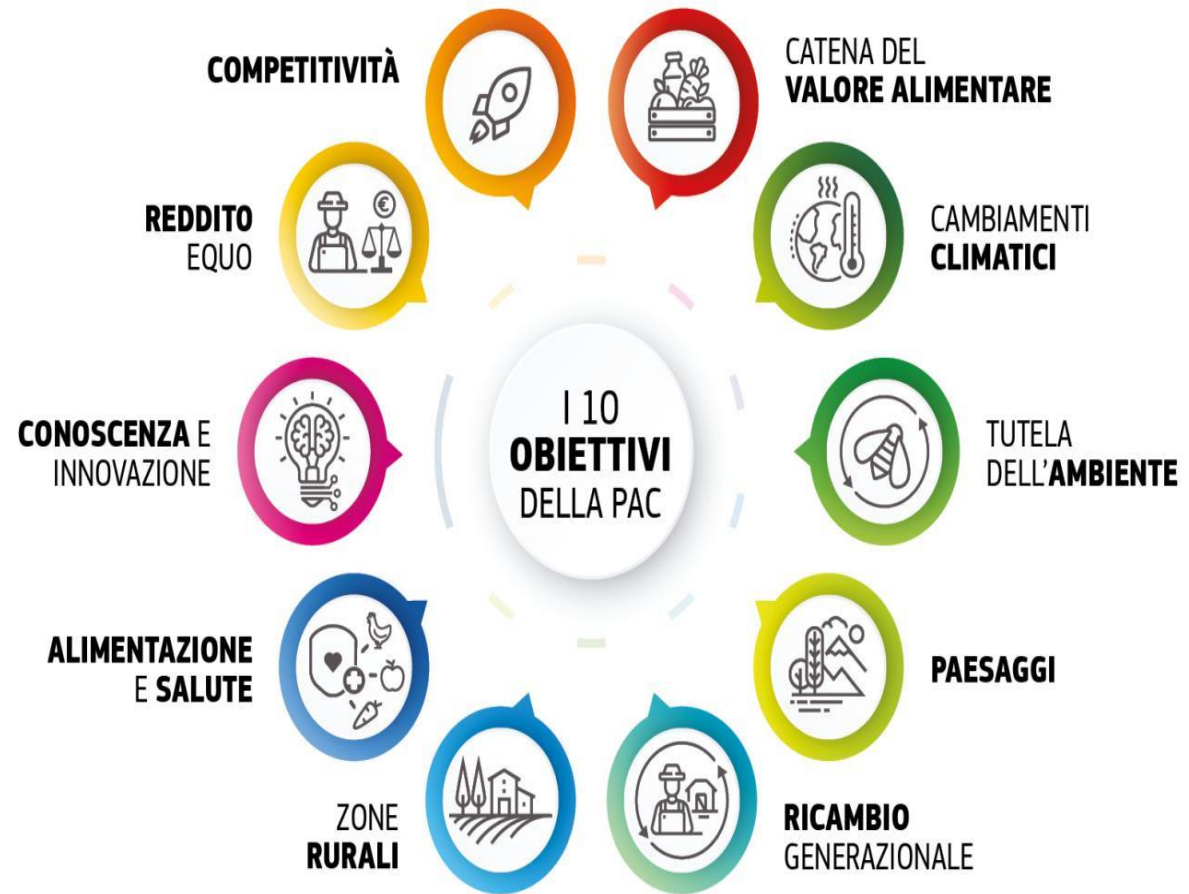 I 10
OBIETTIVI
DELLA PAC
COMPETITIVITÀ
CATENA DEL
VALORE ALIMENTARE
CAMBIAMENTI
CLIMATICI
TUTELA
DELL'AMBIENTE
PAESAGGI
RICAMBIO
GENERAZIONALE
ZONE
RURALI
ALIMENTAZIONE
E SALUTE
CONOSCENZA E
INNOVAZIONE
REDDITO
EQUO
€